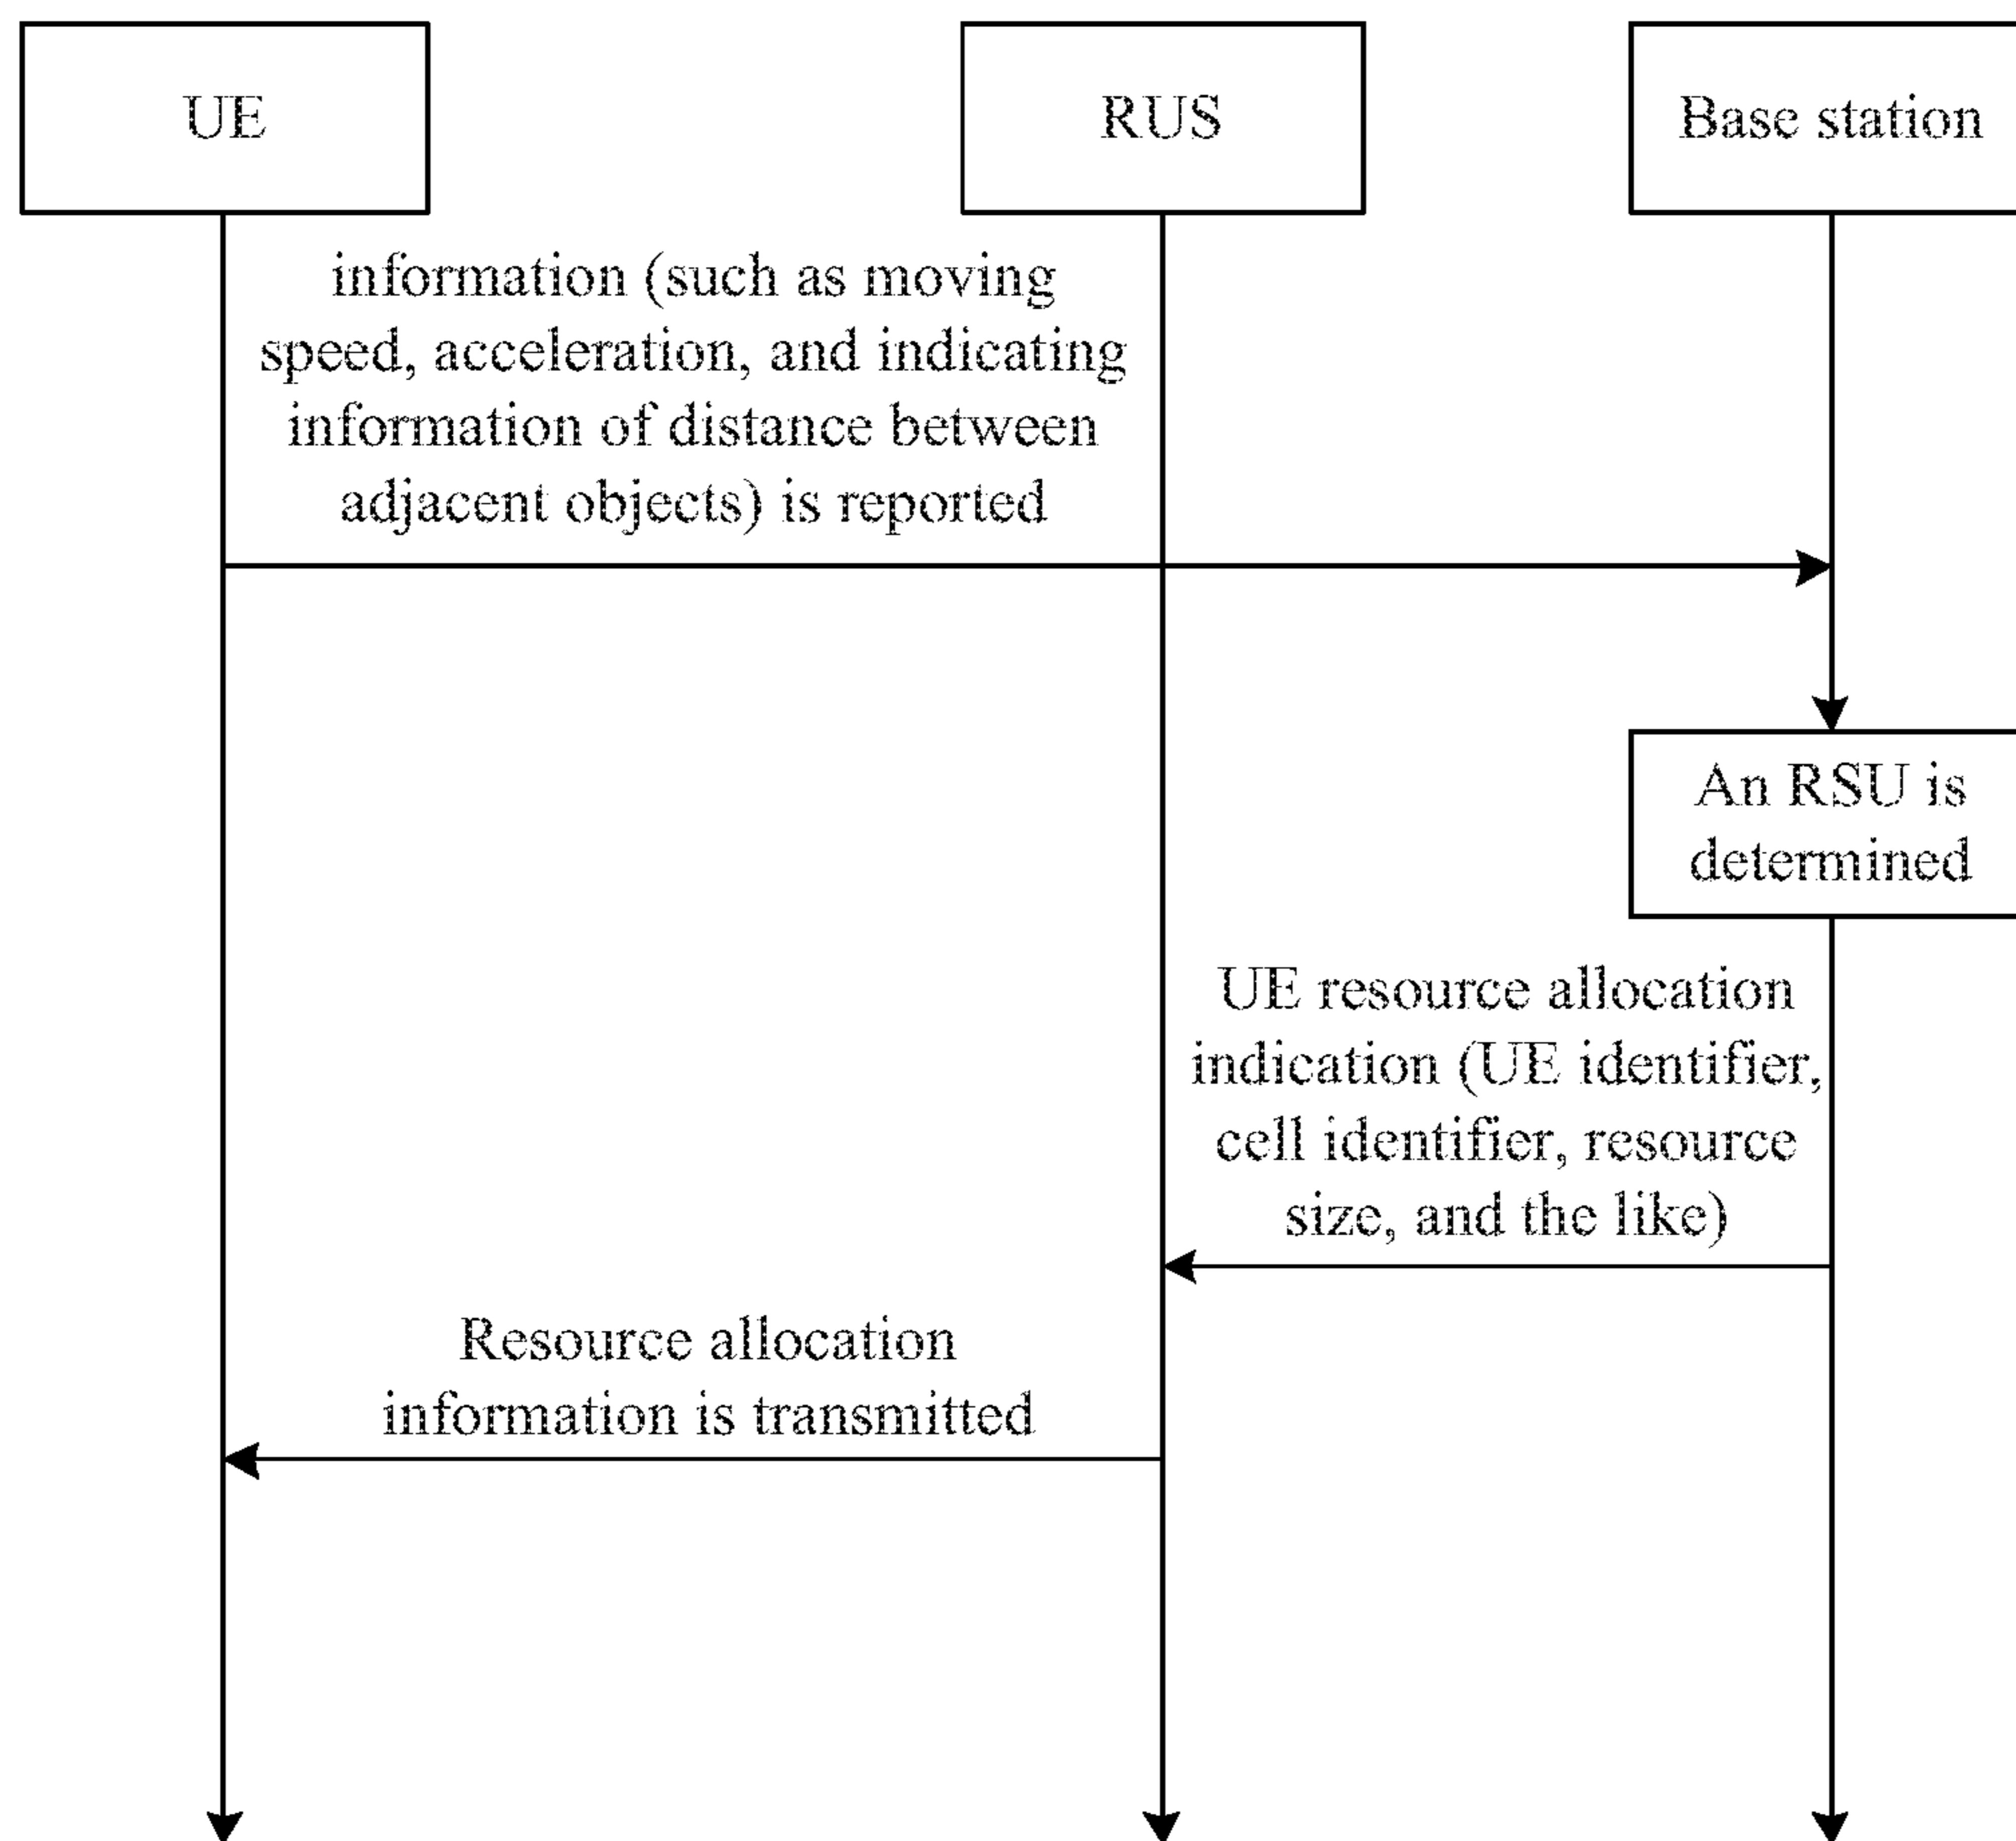 UE
RUS
Base station
information (such as moving
speed, acceleration, and indicating
information of distance between
adjacent objects) is reported
An RSU is
determined
UE resource allocation
indication (UE identifier,
cell identifier, resource
size, and the like)
Resource allocation
information is transmitted